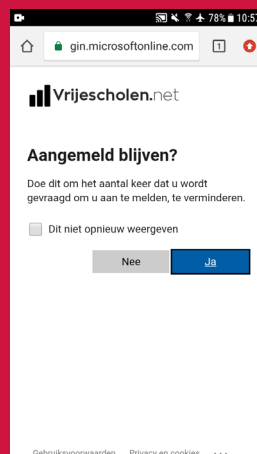 78% 10:57
gin.microsoftonline.com 1
Vrijescholen.net
Aangemeld blijven?
Doe dit om het aantal keer dat u wordt
gevraagd om u aan te melden, te verminderen.
Dit niet opnieuw weergeven
Nee Ja
Gebruiksvoorwaarden Privacy en cookies ...